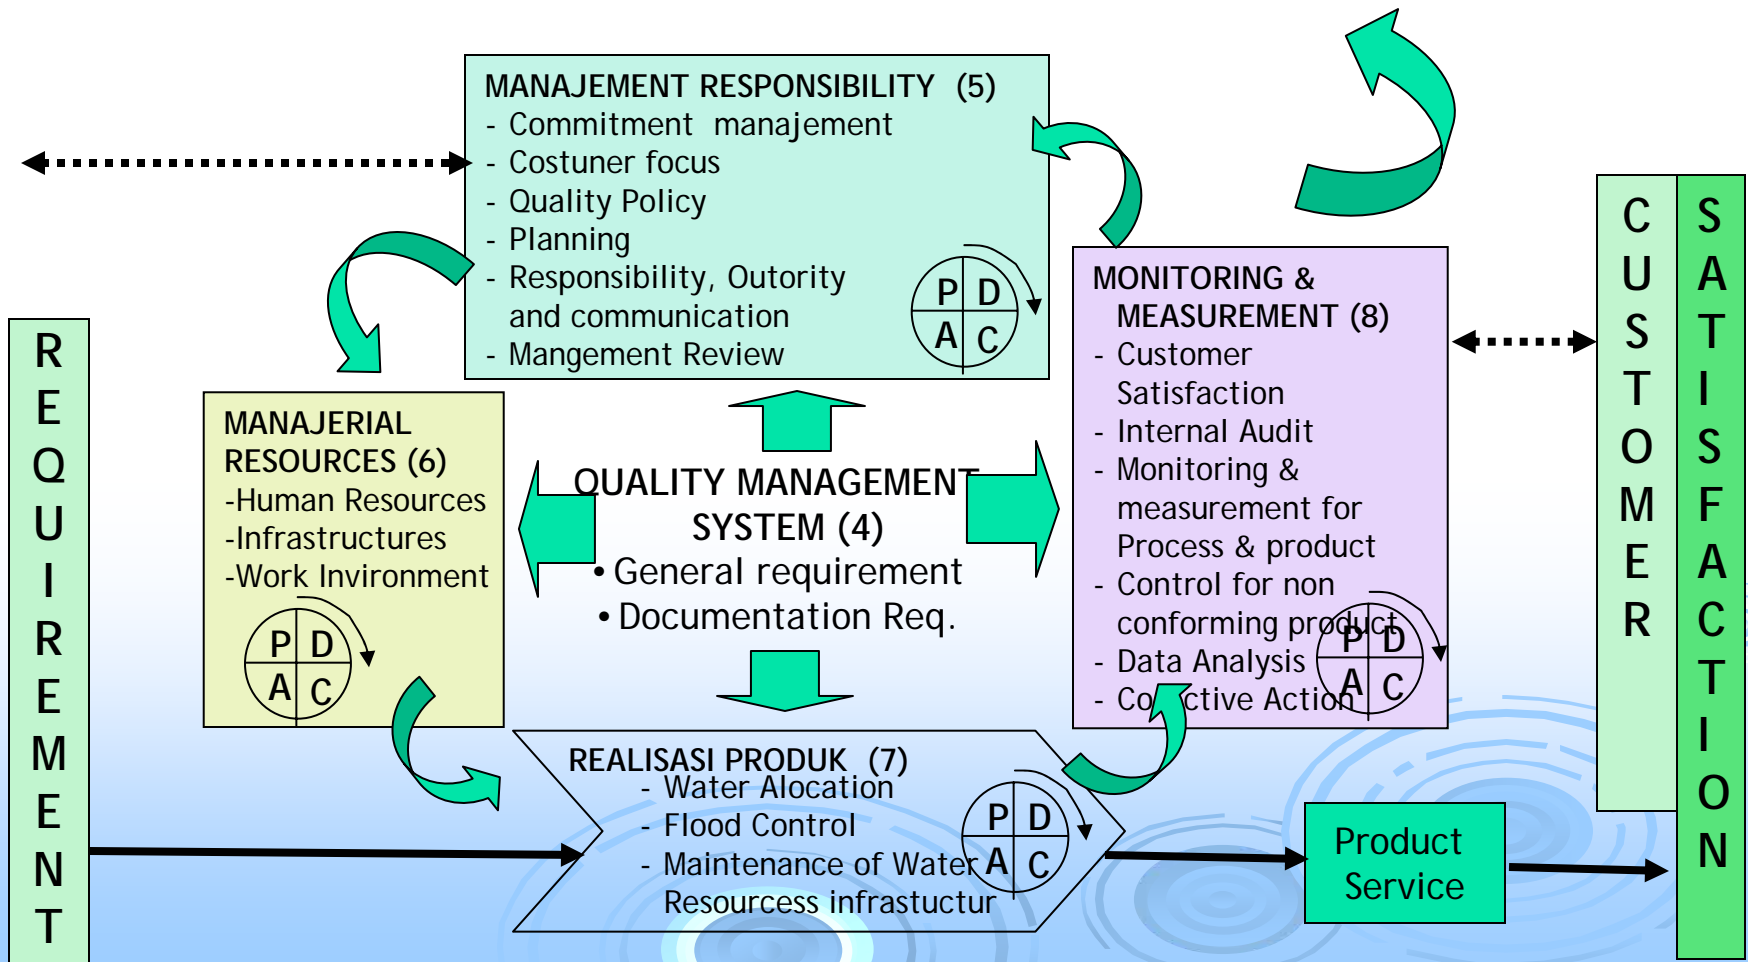 MANAJEMENT RESPONSIBILITY (5)
- Commitment manajement
- Costuner focus
- Quality Policy
- Planning
- Responsibility, Outority
and communication
- Mangement Review
P D
A C
REQUIREMENT
MANAJERIAL
RESOURCES (6)
-Human Resources
-Infrastructures
-Work Invironment
P D
A C
QUALITY MANAGEMENT
SYSTEM (4)
• General requirement
• Documentation Req.
MONITORING &
MEASUREMENT (8)
- Customer
Satisfaction
- Internal Audit
- Monitoring &
measurement for
Process & product
- Control for non
conforming product
- Data Analysis
- Action
P D
A C
REALISASI PRODUK (7)
- Water Alocation
- Flood Control
- Maintenance of Water
Resourcess infrastuctur
P D
A C
Product
Service
CUSTOMER
SATISFACTION